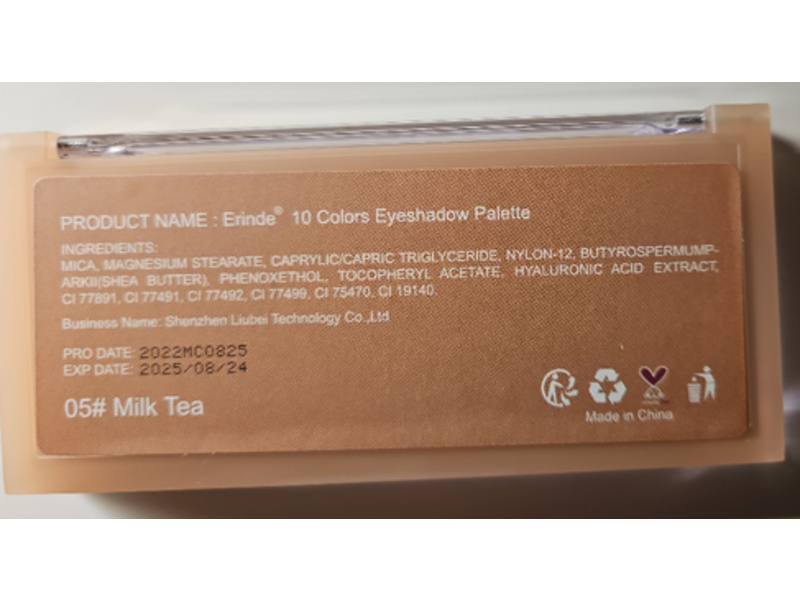 PRODUCT NAME : Erinde® 10 Colors Eyeshadow Palette
INGREDIENTS:
MICA, MAGNESIUM STEARATE, CAPRYLIC/CAPRIC TRIGLYCERIDE, NYLON-12, BUTYROSPERMUMP-
ARKII(SHEA BUTTER), PHENOXETHOL, TOCOPHERYL ACETATE, HYALURONIC ACID EXTRACT,
CI 77891, CI 77491, CI 77492, CI 77499, CI 75470, CI 19140.
Business Name: Shenzhen Liubei Technology Co.,Ltd
PRO DATE: 2022MC0825
EXP DATE: 2025/08/24
05# Milk Tea
Made in China